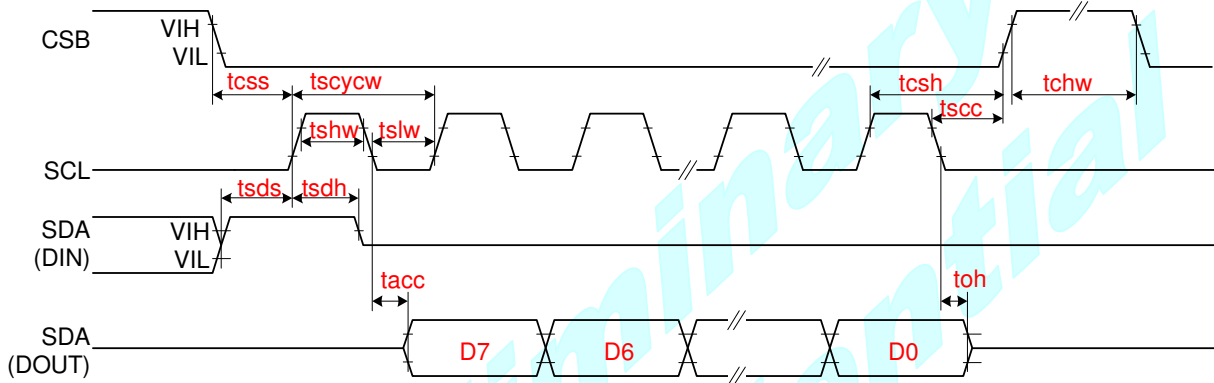 CSB
VIH
VIL
tcss
tscycw
tcsh
tchw
tscc
tshw
tslw
SCL
tsds
tsdh
SDA
(DIN)
VIH
VIL
tacc
toh
SDA
(DOUT)
D7
D6
D0